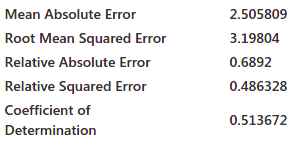 Mean Absolute Error 2.505809
Root Mean Squared Error 3.19804
Relative Absolute Error 0.6892
Relative Squared Error 0.486328
Coefficient of
Determination 0.513672